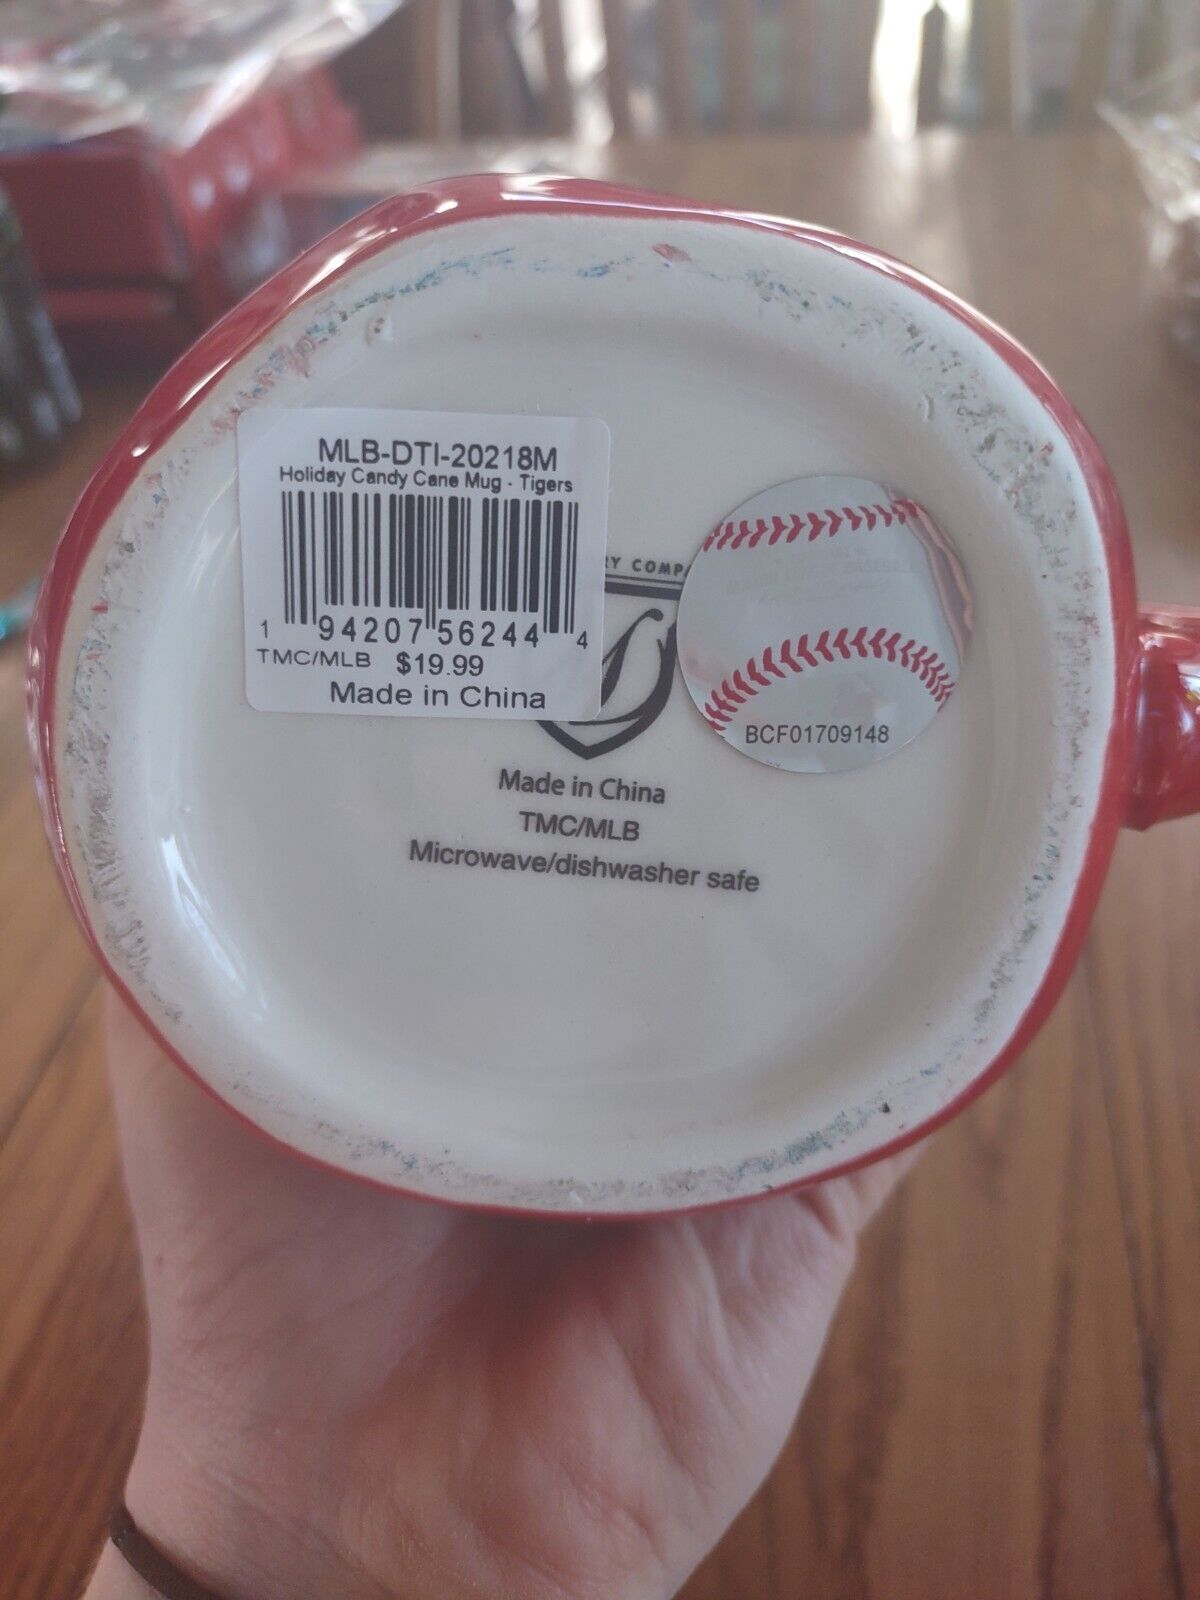 MLB-DTI-20218M
Holiday Candy Cane Mug - Tigers
1 94207 56244 4
TMC/MLB $19.99
Made in China
BCF01709148
Made in China
TMC/MLB
Microwave/dishwasher safe